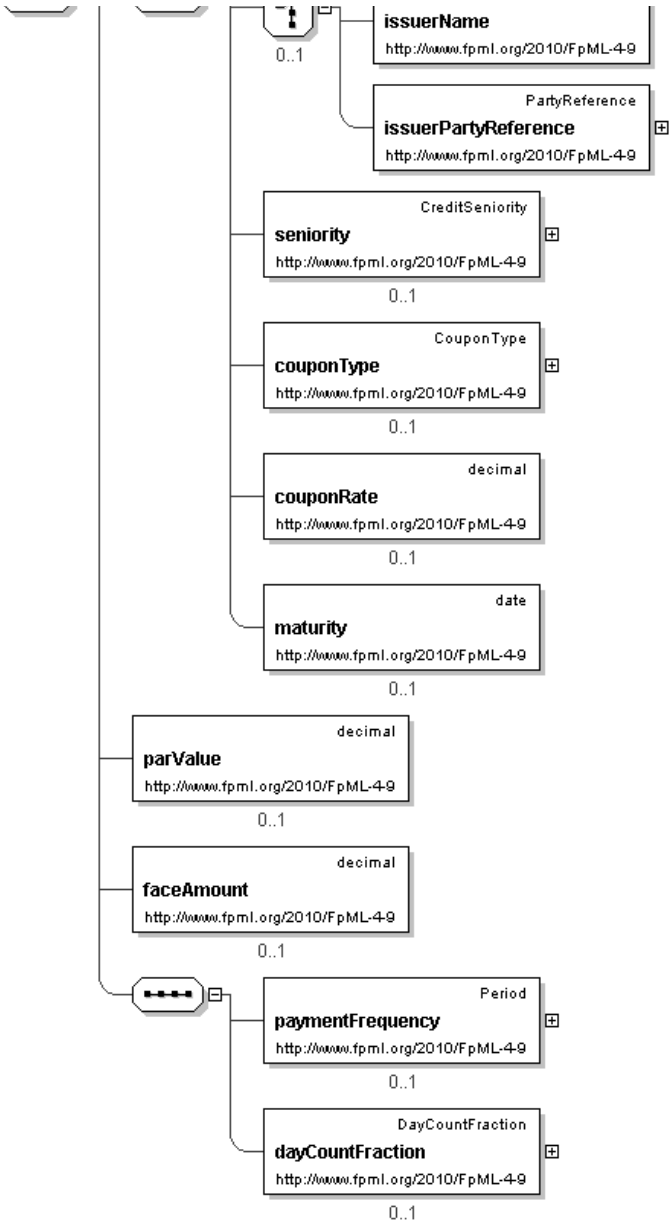 issuerName
http://www.fpml.org/2010/FpML-4-9
0..1
PartyReference
issuerPartyReference
http://www.fpml.org/2010/FpML-4-9
CreditSeniority
seniority
http://www.fpml.org/2010/FpML-4-9
0..1
CouponType
couponType
http://www.fpml.org/2010/FpML-4-9
0..1
decimal
couponRate
http://www.fpml.org/2010/FpML-4-9
0..1
date
maturity
http://www.fpml.org/2010/FpML-4-9
0..1
decimal
parValue
http://www.fpml.org/2010/FpML-4-9
0..1
decimal
faceAmount
http://www.fpml.org/2010/FpML-4-9
0..1
Period
paymentFrequency
http://www.fpml.org/2010/FpML-4-9
0..1
DayCountFraction
dayCountFraction
http://www.fpml.org/2010/FpML-4-9
0..1